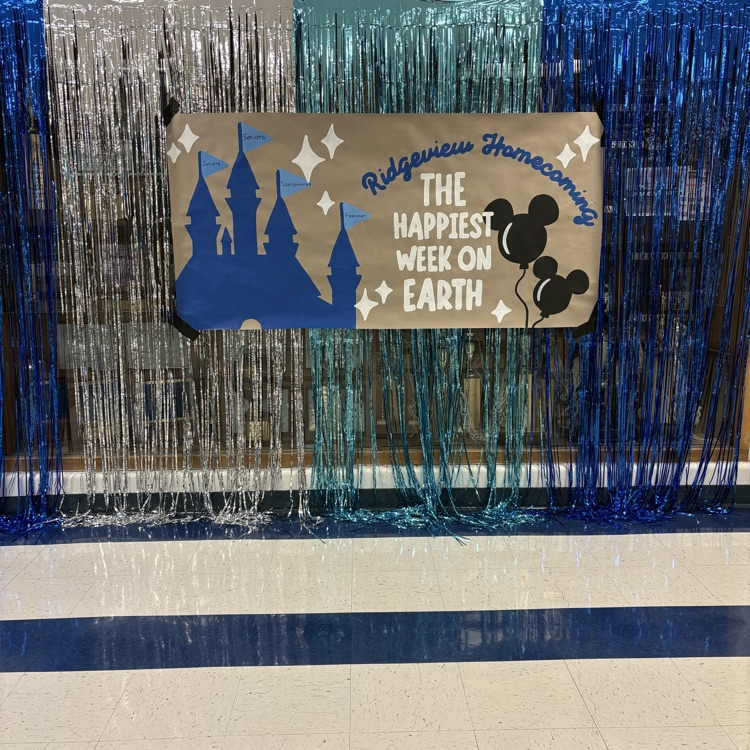 Seniors
Juniors
Sophomores
Freshmen
Ridgeview Homecoming
THE
HAPPIEST
WEEK ON
EARTH